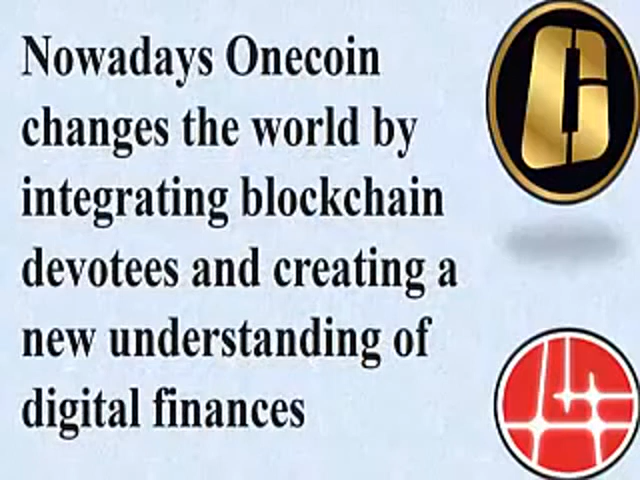 Nowadays Onecoin
changes the world by
integrating blockchain
devotees and creating a
new understanding of
digital finances